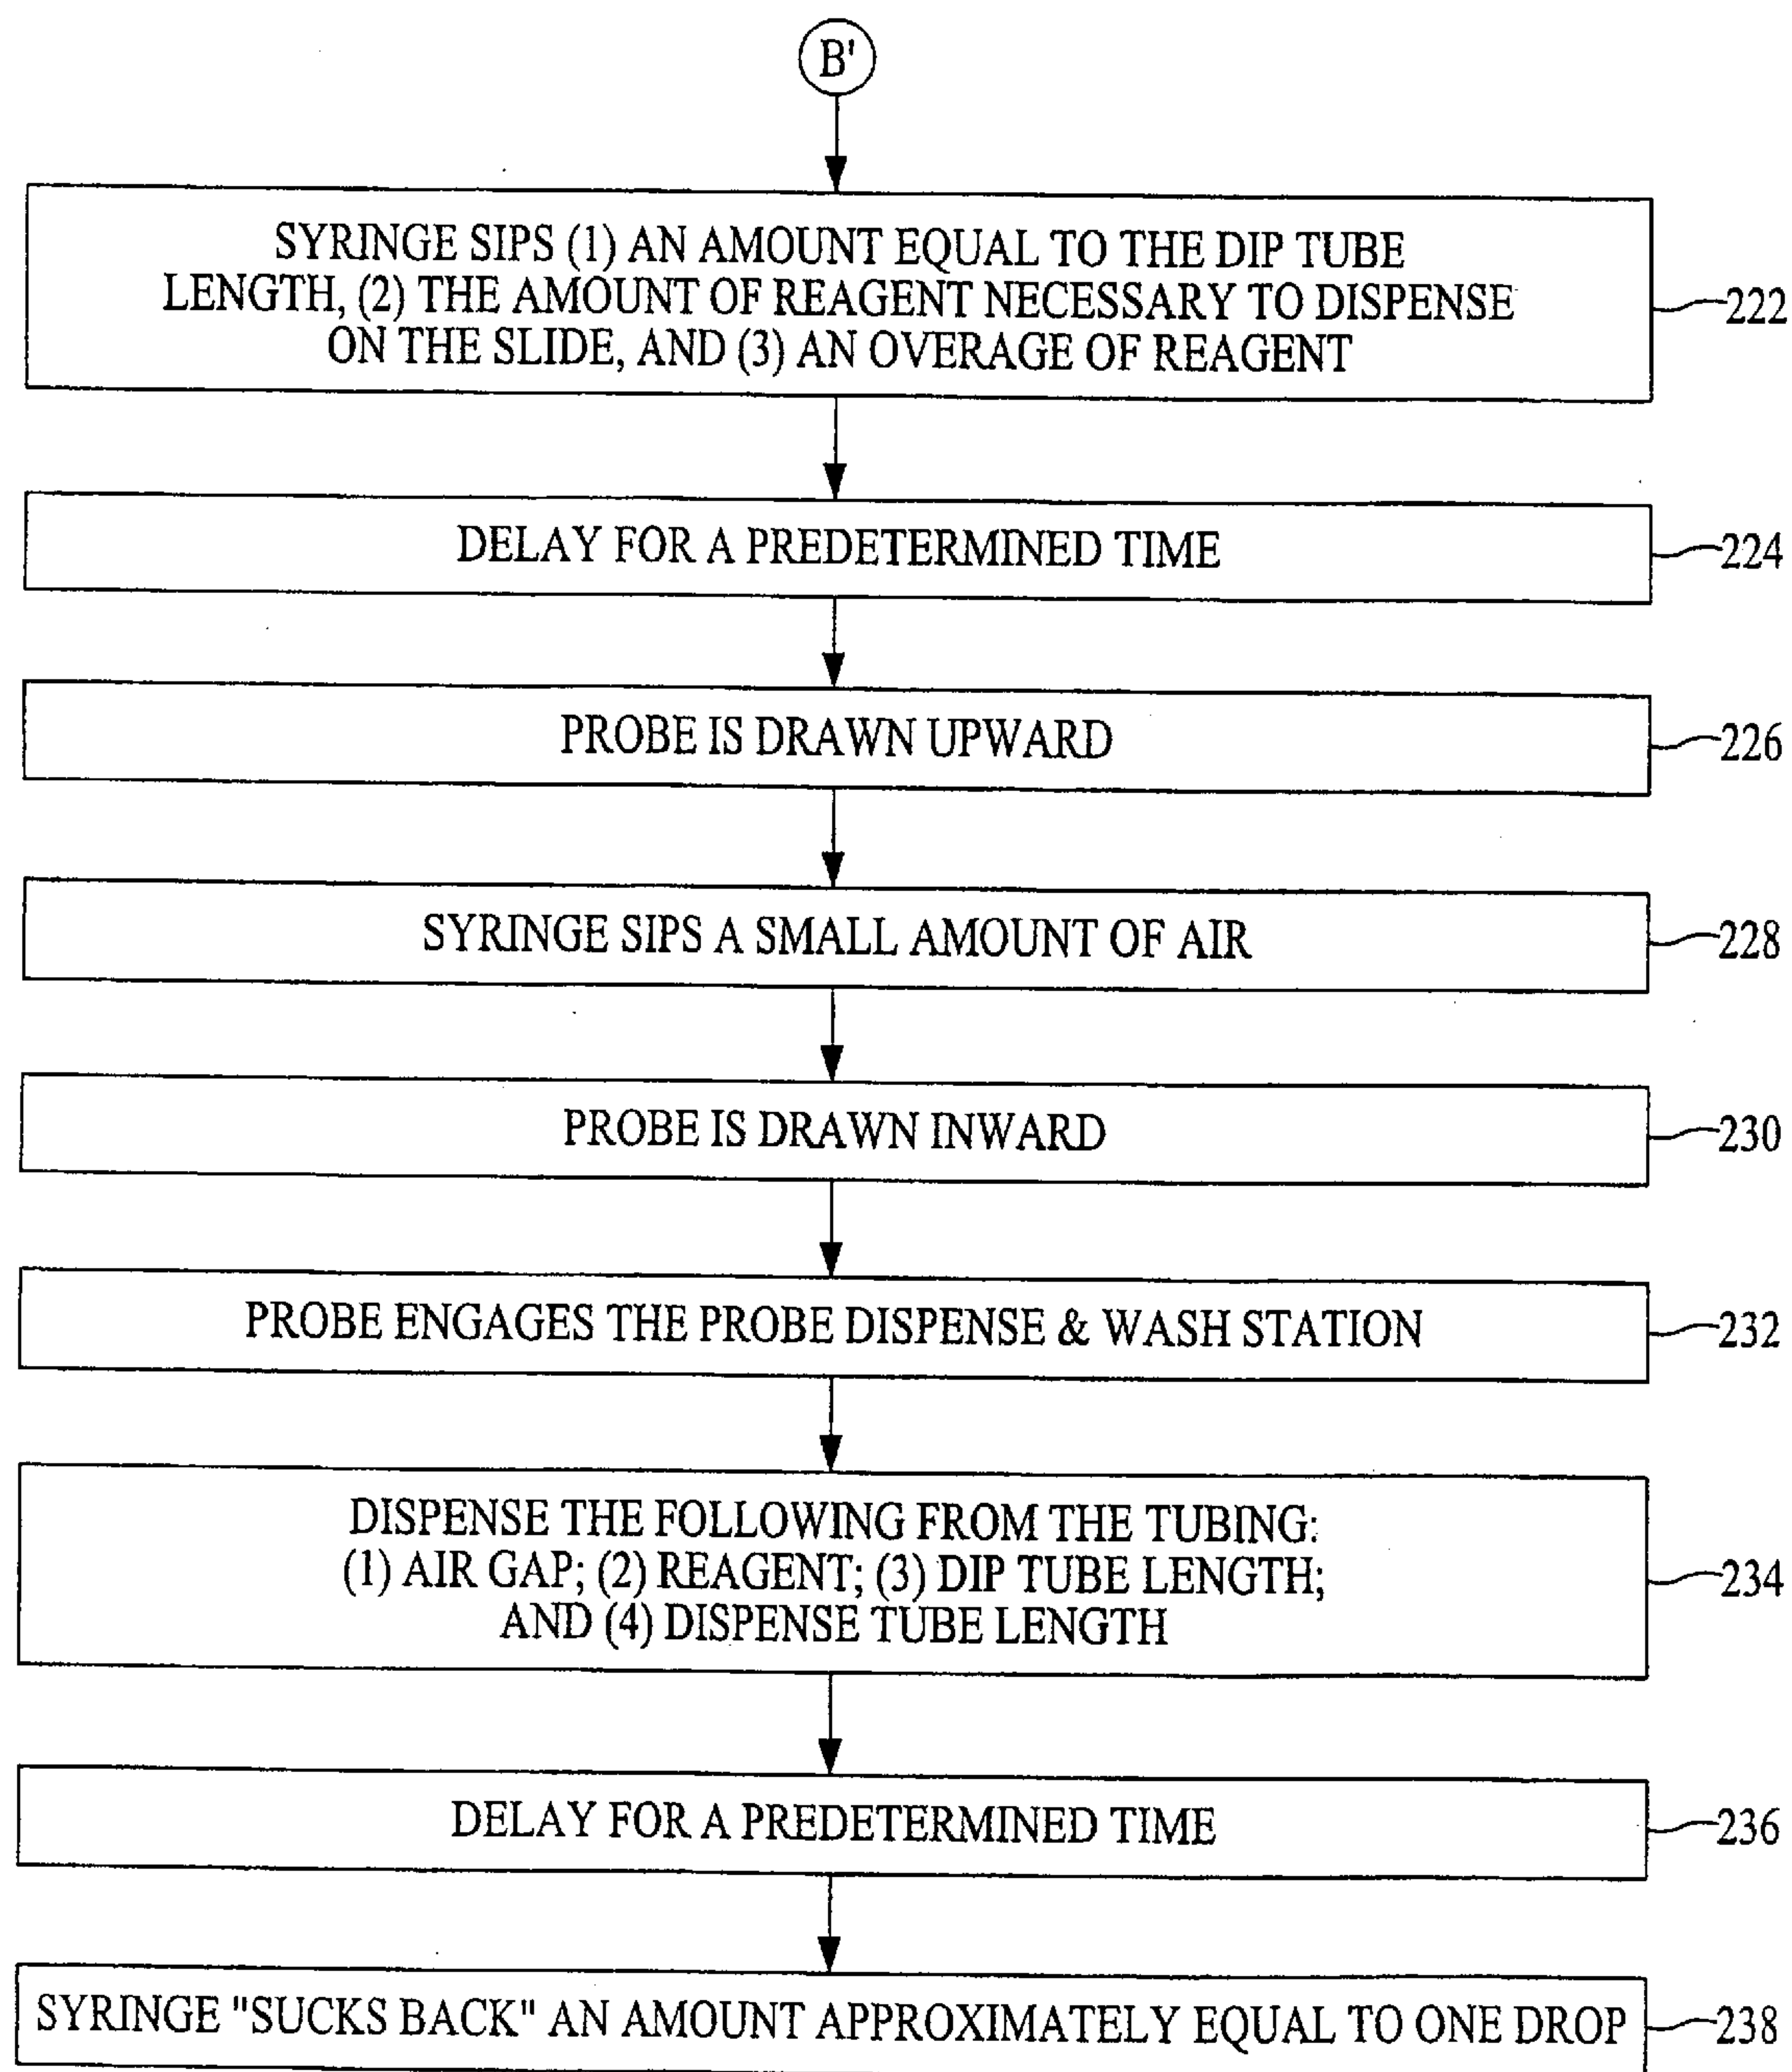 B'
SYRINGE SIPS (1) AN AMOUNT EQUAL TO THE DIP TUBE
LENGTH, (2) THE AMOUNT OF REAGENT NECESSARY TO DISPENSE
ON THE SLIDE, AND (3) AN OVERAGE OF REAGENT
222
DELAY FOR A PREDETERMINED TIME
224
PROBE IS DRAWN UPWARD
226
SYRINGE SIPS A SMALL AMOUNT OF AIR
228
PROBE IS DRAWN INWARD
230
PROBE ENGAGES THE PROBE DISPENSE & WASH STATION
232
DISPENSE THE FOLLOWING FROM THE TUBING:
(1) AIR GAP; (2) REAGENT; (3) DIP TUBE LENGTH;
AND (4) DISPENSE TUBE LENGTH
234
DELAY FOR A PREDETERMINED TIME
236
SYRINGE "SUCKS BACK" AN AMOUNT APPROXIMATELY EQUAL TO ONE DROP
238